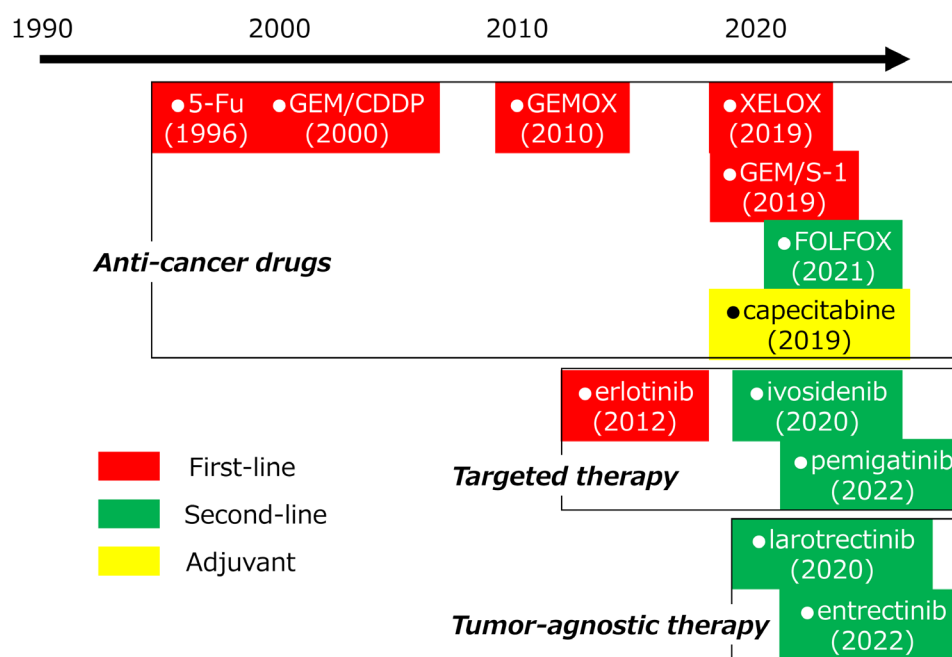 1990 2000 2010 2020
●5-Fu ●GEM/CDDP ●GEMOX ●XELOX
(1996) (2000) (2010) (2019)
●GEM/S-1
(2019)
●FOLFOX
(2021)
Anti-cancer drugs
●capecitabine
(2019)
●erlotinib ●ivosidenib
(2012) (2020)
●pemigatinib
(2022)
Targeted therapy
First-line
Second-line
Adjuvant
●larotrectinib
(2020)
●entrectinib
(2022)
Tumor-agnostic therapy